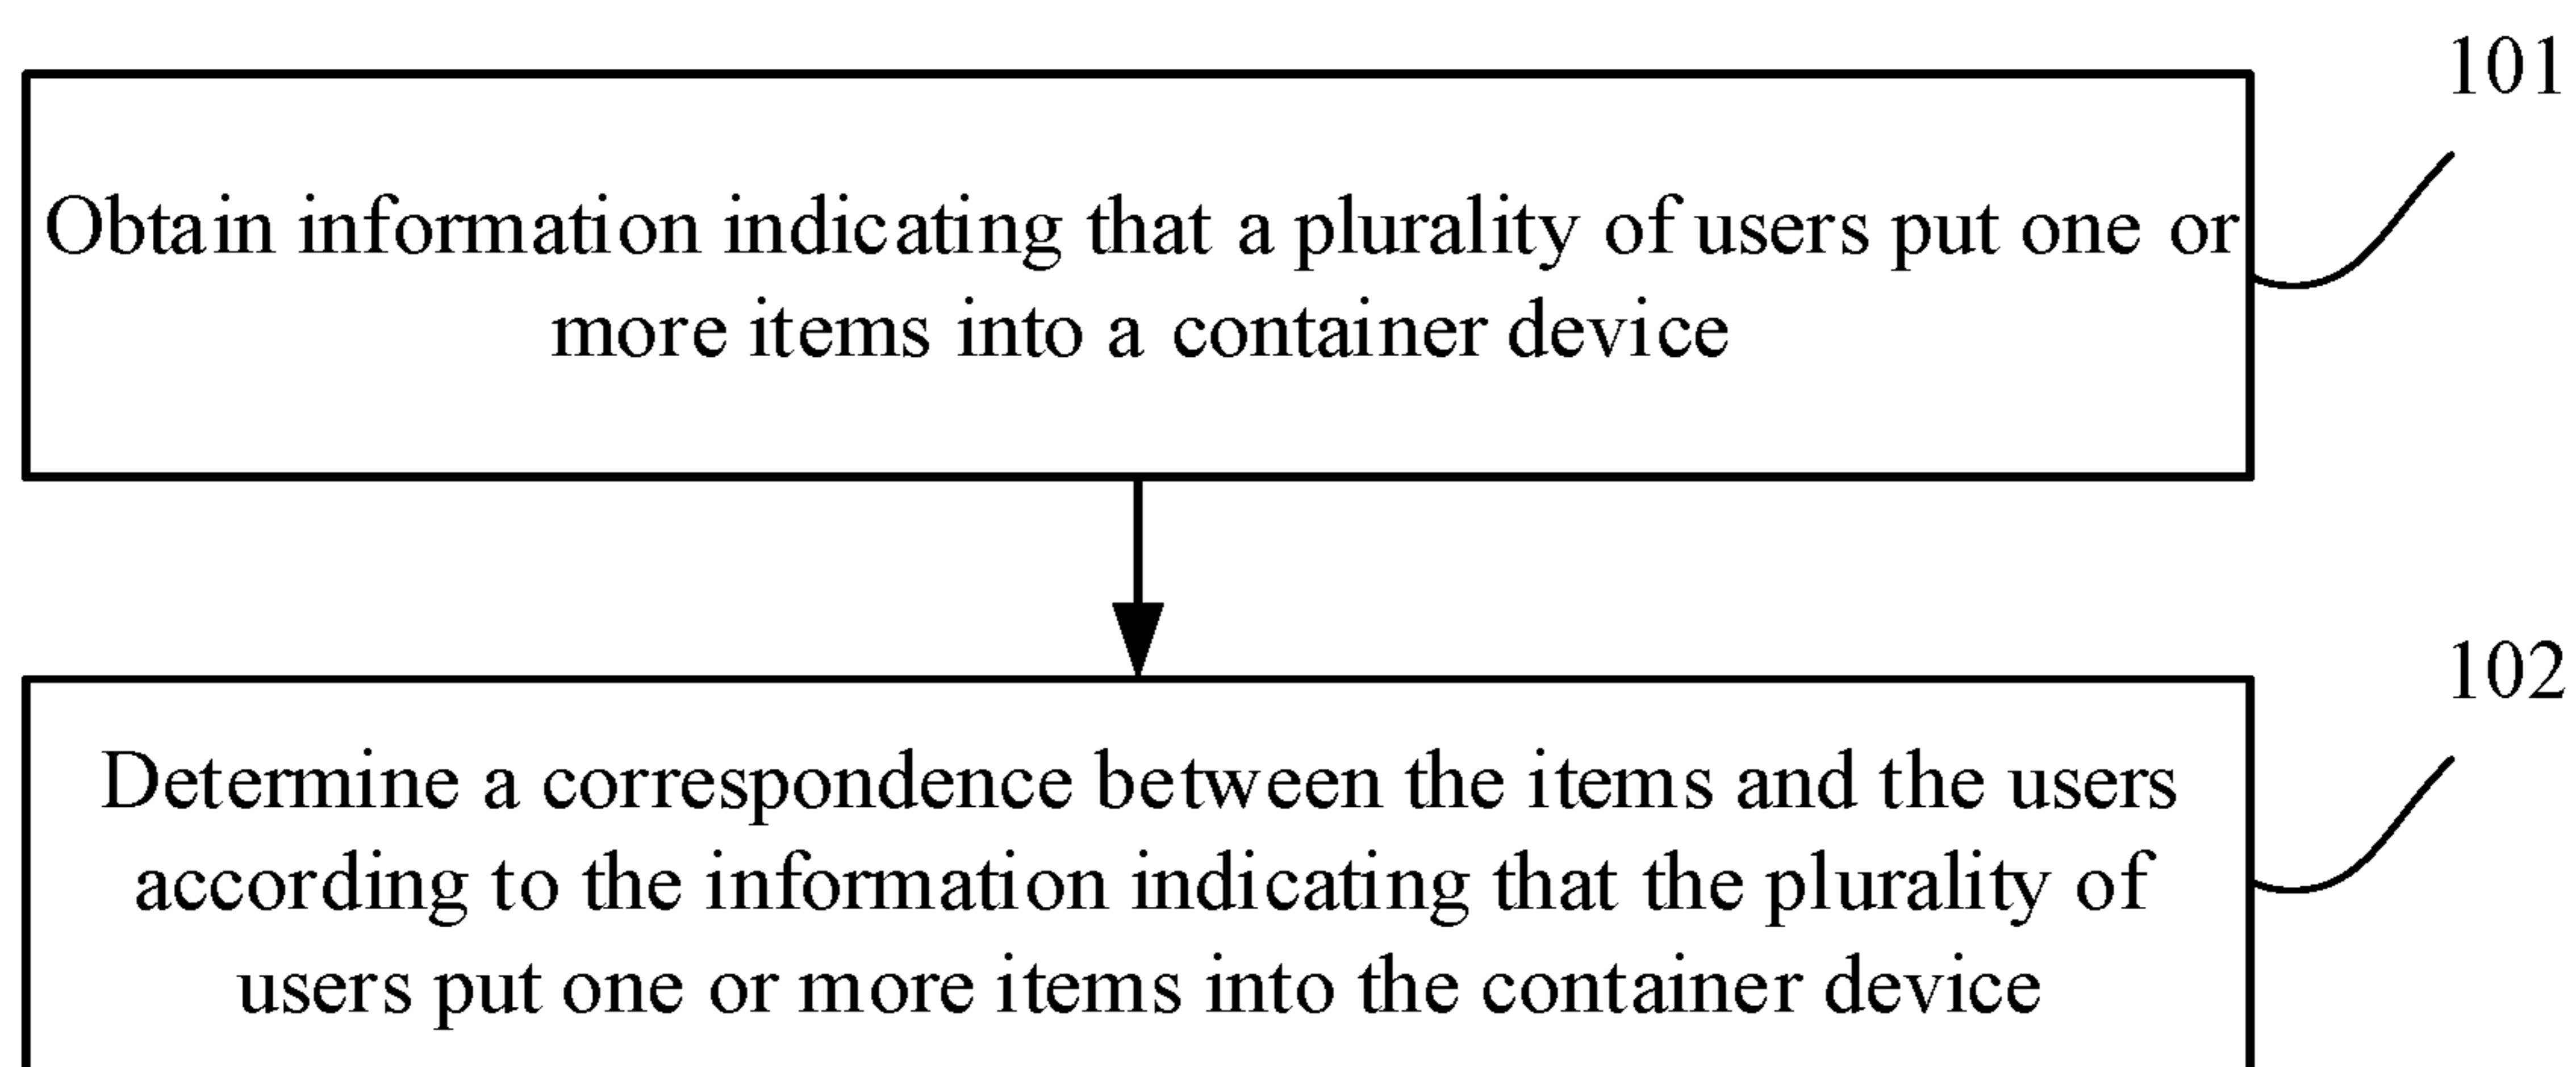 101
Obtain information indicating that a plurality of users put one or
more items into a container device
102
Determine a correspondence between the items and the users
according to the information indicating that the plurality of
users put one or more items into the container device